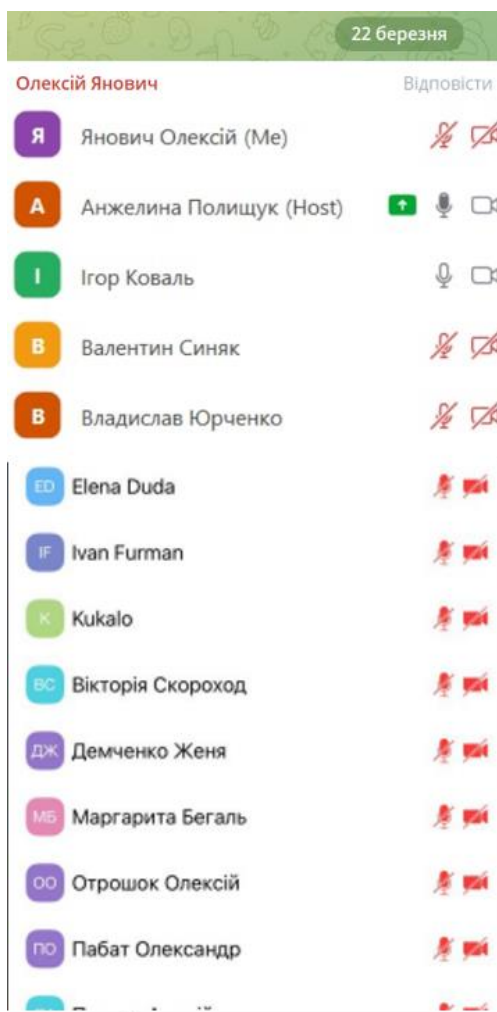 22 березня
Олексій Янович Відповісти
Я Янович Олексій (Me)
А Анжелина Полищук (Host)
І Ігор Коваль
В Валентин Синяк
В Владислав Юрченко
ED Elena Duda
IF Ivan Furman
K Kukalo
ВС Вікторія Скороход
ДЖ Демченко Женя
МБ Маргарита Бегаль
ОО Отрошок Олексій
ПО Пабат Олександр